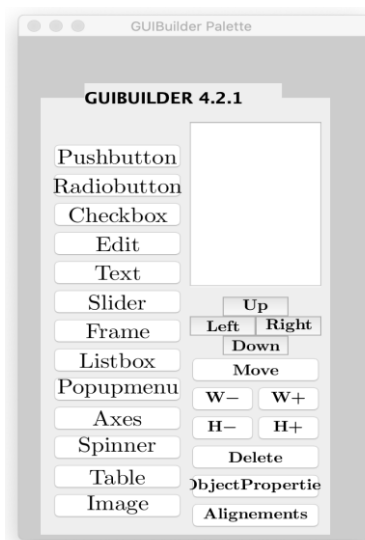 GUIBuilder Palette
GUIBUILDER 4.2.1
Pushbutton
Radiobutton
Checkbox
Edit
Text
Slider
Frame
Listbox
Popupmenu
Axes
Spinner
Table
Image
Up
Left Right
Down
Move
W− W+
H− H+
Delete
ObjectPropertie
Alignements